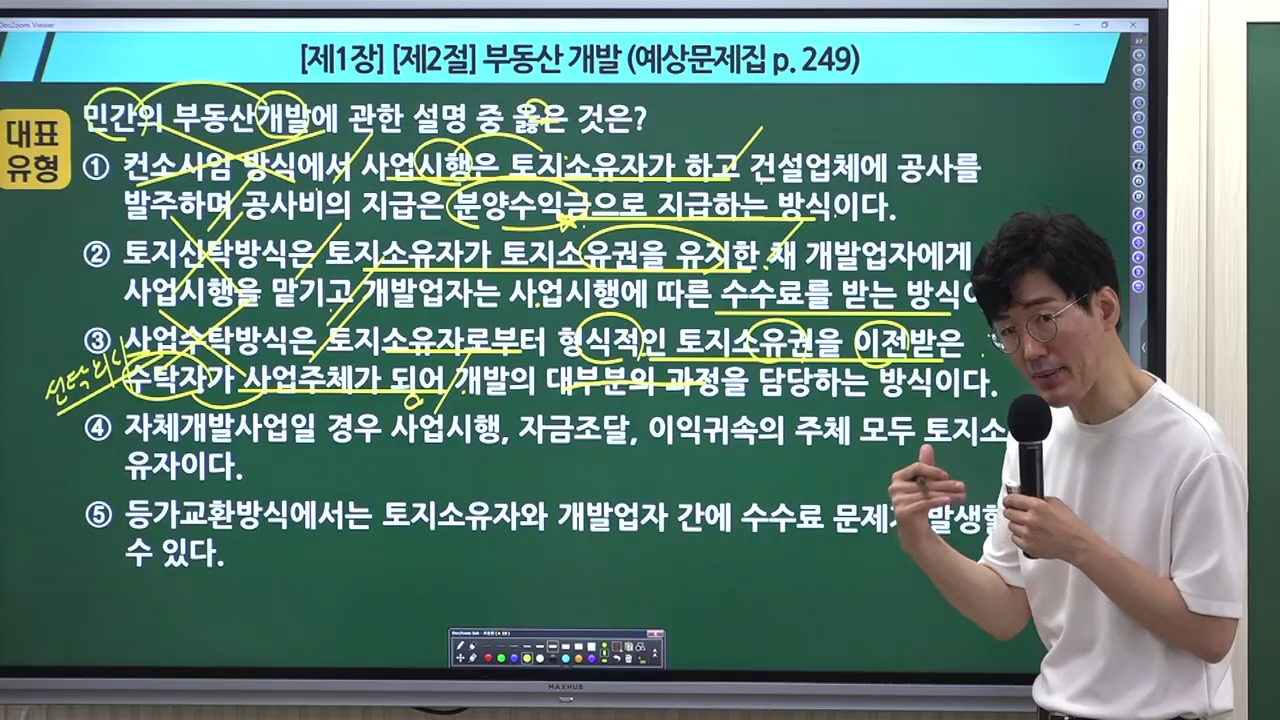 DocZoom Viewer
[제1장] [제2절] 부동산 개발 (예상문제집 p. 249)
대표
유형
민간의 부동산개발에 관한 설명 중 옳은 것은?
① 컨소시엄 방식에서 사업시행은 토지소유자가 하고 건설업체에 공사를
발주하며 공사비의 지급은 분양수익금으로 지급하는 방식이다.
② 토지신탁방식은 토지소유자가 토지소유권을 유지한 채 개발업자에게
사업시행을 맡기고 개발업자는 사업시행에 따른 수수료를 받는 방식이
③ 사업수탁방식은 토지소유자로부터 형식적인 토지소유권을 이전받은
신탁회사
수탁자가 사업주체가 되어 개발의 대부분의 과정을 담당하는 방식이다.
④ 자체개발사업일 경우 사업시행, 자금조달, 이익귀속의 주체 모두 토지소
유자이다.
⑤ 등가교환방식에서는 토지소유자와 개발업자 간에 수수료 문제가 발생할
수 있다.
MAXHUB